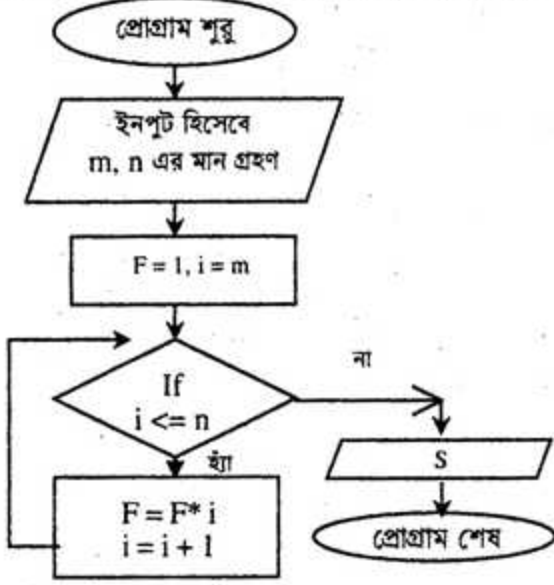 প্রোগ্রাম শুরু
ইনপুট হিসেবে
m, n এর মান গ্রহণ
F = 1, i = m
If
i <= n
না
হ্যাঁ
S
F = F* i
i = i + 1
প্রোগ্রাম শেষ